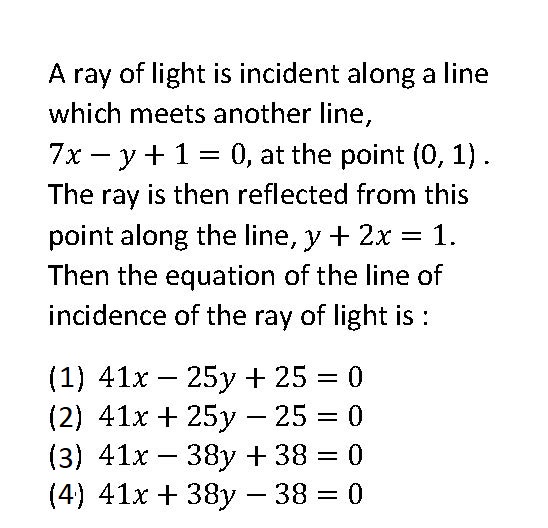 A ray of light is incident along a line
which meets another line,
7x − y + 1 = 0, at the point (0, 1) .
The ray is then reflected from this
point along the line, y + 2x = 1.
Then the equation of the line of
incidence of the ray of light is :
(1) 41x − 25y + 25 = 0
(2) 41x + 25y − 25 = 0
(3) 41x − 38y + 38 = 0
(4) 41x + 38y − 38 = 0